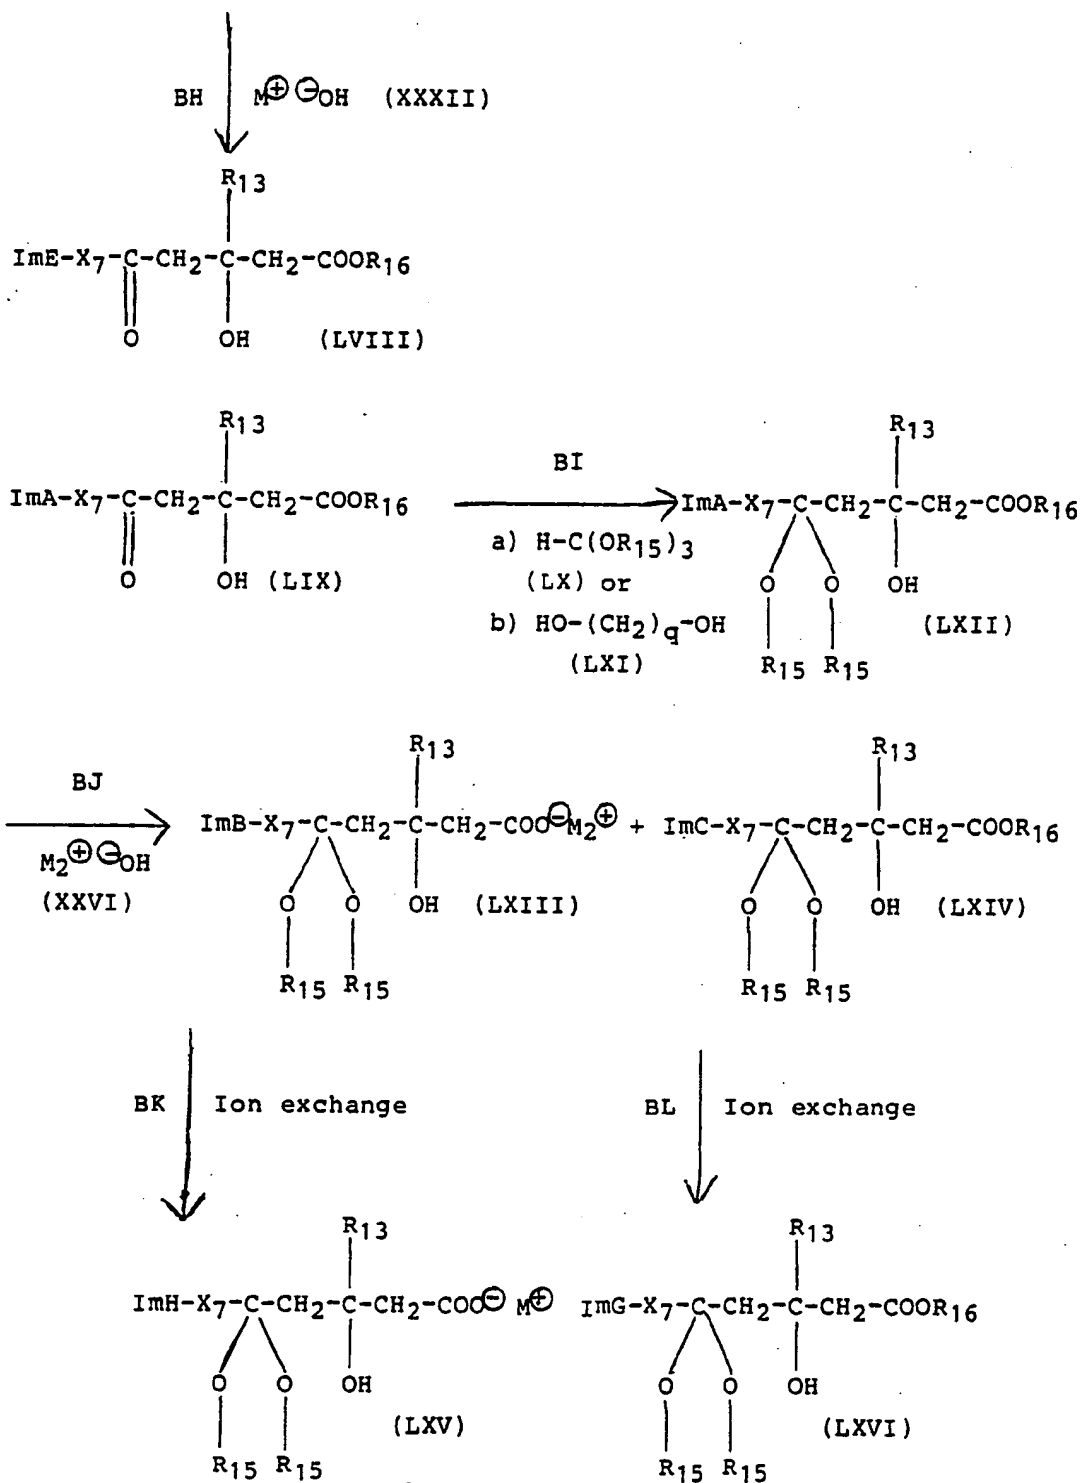 BH M⊕ ⊖OH (XXXII)
R13
ImE-X7-C-CH2-C-CH2-COOR16
O OH (LVIII)
R13 R13
BI
ImA-X7-C-CH2-C-CH2-COOR16 ImA-X7-C-CH2-C-CH2-COOR16
a) H-C(OR15)3
O OH (LIX) (LX) or O O OH
b) HO-(CH2)q-OH (LXII)
(LXI)
R15 R15
R13 R13
BJ
ImB-X7-C-CH2-C-CH2-COO⊖M2⊕ + ImC-X7-C-CH2-C-CH2-COOR16
M2⊕ ⊖OH
(XXVI) O O OH (LXIII) O O OH (LXIV)
R15 R15 R15 R15
BK Ion exchange BL Ion exchange
R13 R13
ImH-X7-C-CH2-C-CH2-COO⊖ M⊕ ImG-X7-C-CH2-C-CH2-COOR16
O O OH O O OH
(LXV) (LXVI)
R15 R15 R15 R15